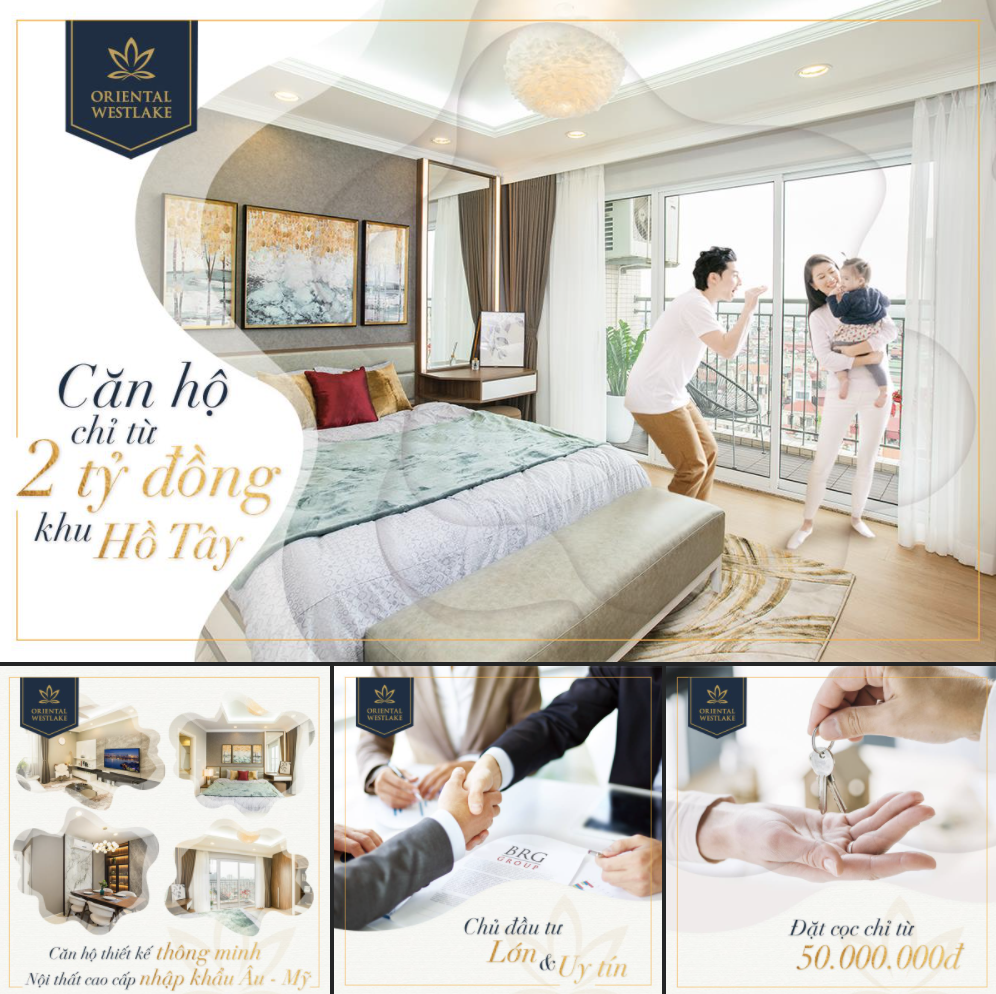 ORIENTAL
WESTLAKE
Căn hộ
chỉ từ
2 tỷ đồng
khu Hồ Tây
ORIENTAL
WESTLAKE
Căn hộ thiết kế thông minh
Nội thất cao cấp nhập khẩu Âu - Mỹ
ORIENTAL
WESTLAKE
BRG
GROUP
Chủ đầu tư
Lớn & Uy tín
ORIENTAL
WESTLAKE
Đặt cọc chỉ từ
50.000.000đ